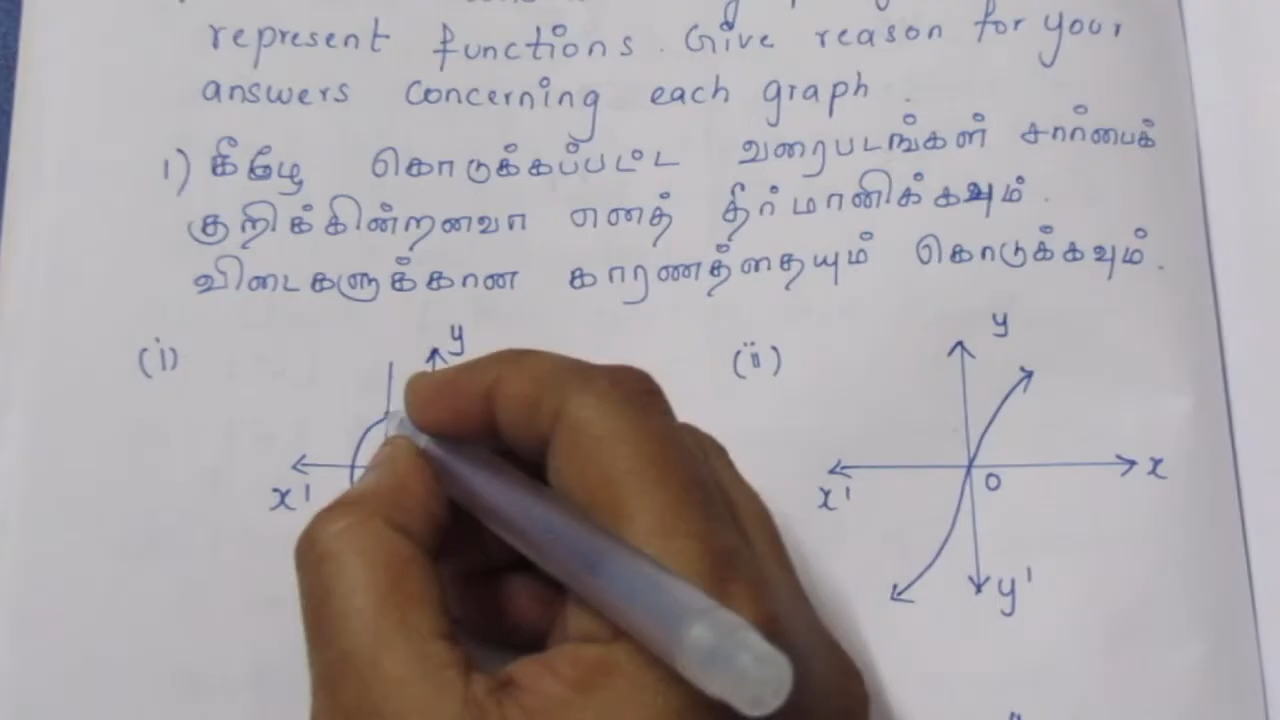 represent functions. Give reason for your
answers concerning each graph.
1) கீழே கொடுக்கப்பட்ட வரைபடங்கள் சார்பைக்
குறிக்கின்றனவா எனத் தீர்மானிக்கவும்.
விடைகளுக்கான காரணத்தையும் கொடுக்கவும்.
(i) y (ii) y
x' x' O x
y'